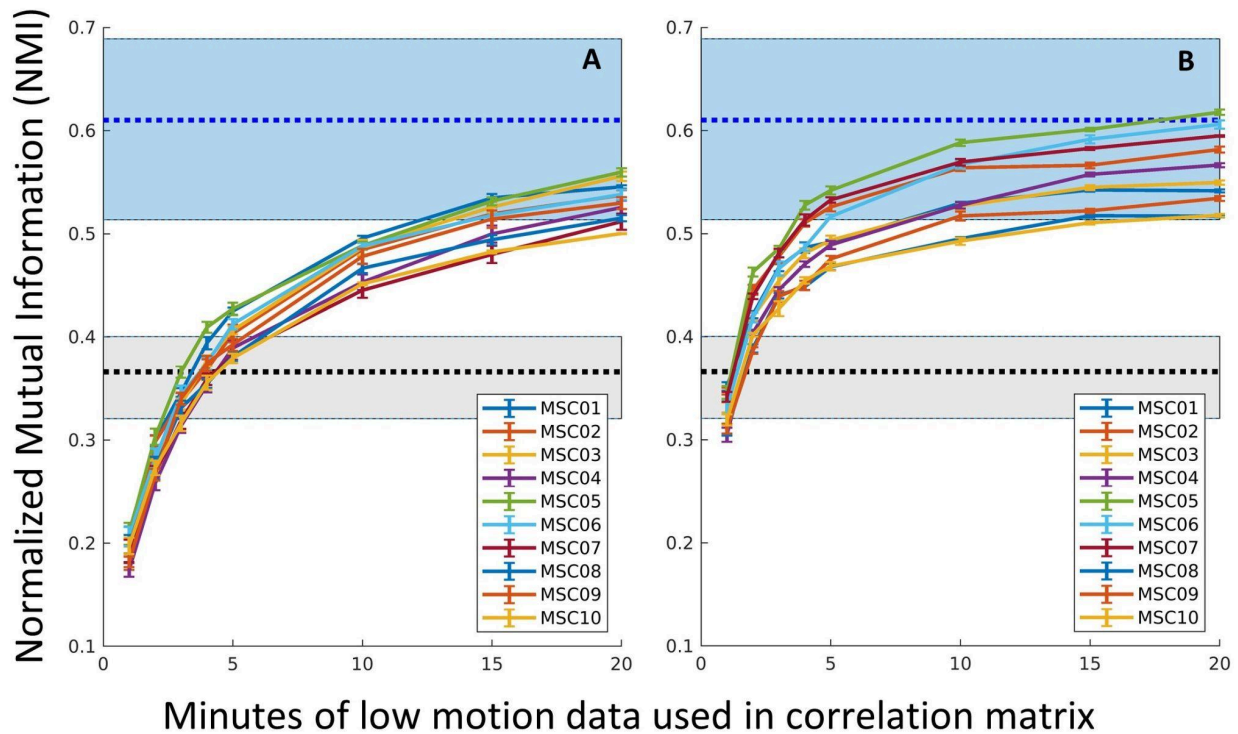 Normalized Mutual Information (NMI)
0.7
0.6
0.5
0.4
0.3
0.2
0.1
A
MSC01
MSC02
MSC03
MSC04
MSC05
MSC06
MSC07
MSC08
MSC09
MSC10
0 5 10 15 20
0.7
0.6
0.5
0.4
0.3
0.2
0.1
B
MSC01
MSC02
MSC03
MSC04
MSC05
MSC06
MSC07
MSC08
MSC09
MSC10
0 5 10 15 20
Minutes of low motion data used in correlation matrix